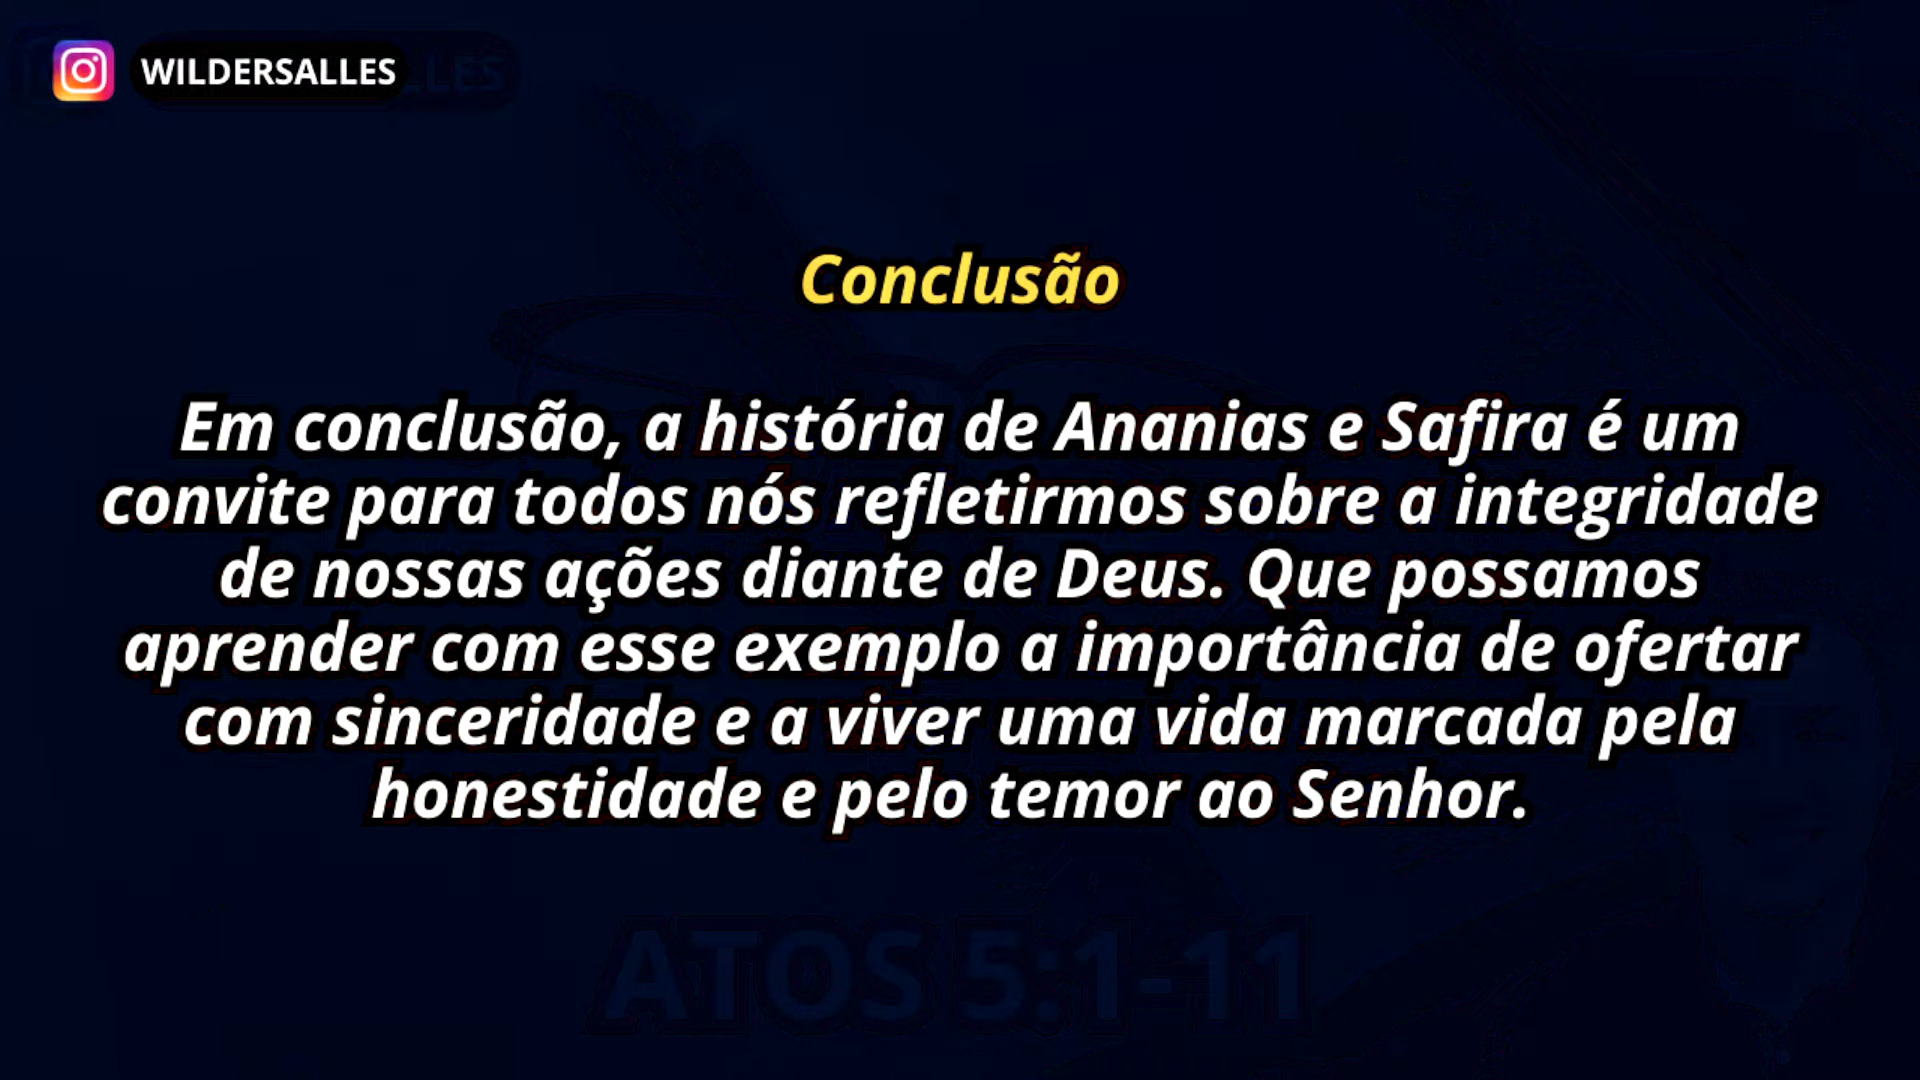 WILDERSALLES
Conclusão
Em conclusão, a história de Ananias e Safira é um
convite para todos nós refletirmos sobre a integridade
de nossas ações diante de Deus. Que possamos
aprender com esse exemplo a importância de ofertar
com sinceridade e a viver uma vida marcada pela
honestidade e pelo temor ao Senhor.
ATOS 5:1-11